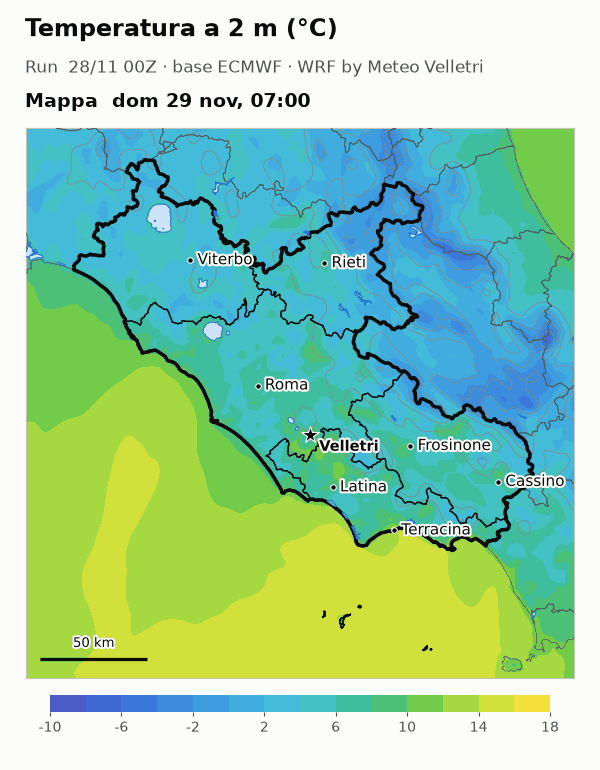 Temperatura a 2 m (°C)
Run  28/11 00Z · base ECMWF · WRF by Meteo Velletri
Mappa  dom 29 nov, 07:00
Viterbo
Rieti
Roma
Velletri
Frosinone
Latina
Cassino
Terracina
50 km
-10 -6 -2 2 6 10 14 18